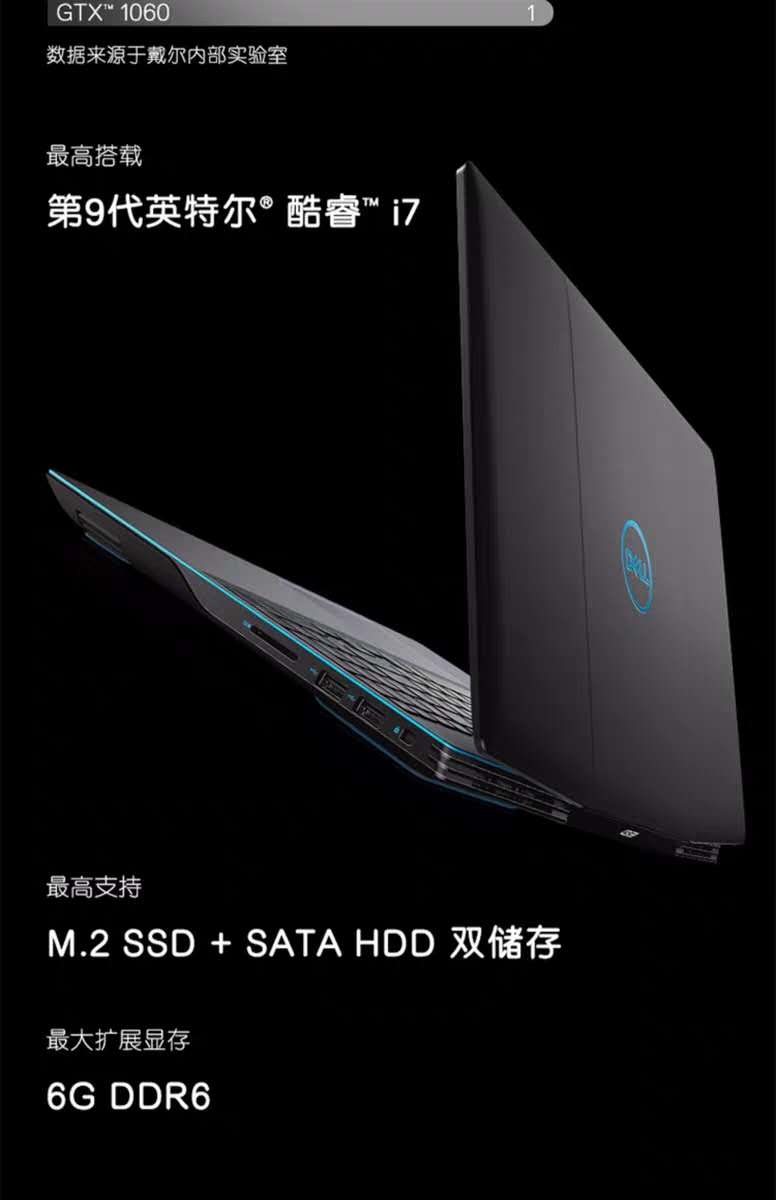 GTX™ 1060 1
数据来源于戴尔内部实验室
最高搭载
第9代英特尔® 酷睿™ i7
DELL
G3
最高支持
M.2 SSD + SATA HDD 双储存
最大扩展显存
6G DDR6